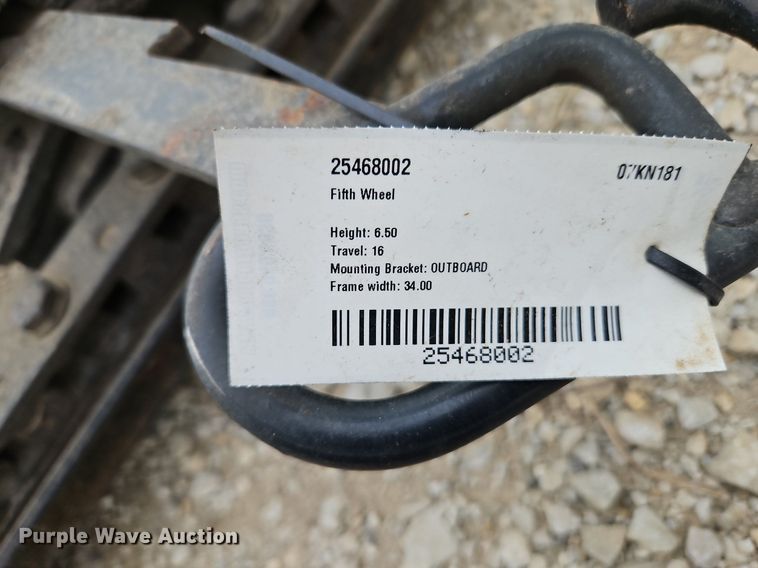 25468002 07KN181
Fifth Wheel
Height: 6.50
Travel: 16
Mounting Bracket: OUTBOARD
Frame width: 34.00
25468002
Purple Wave Auction